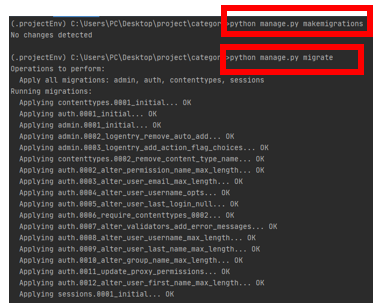 (.projectEnv) C:\Users\PC\Desktop\project\categor>python manage.py makemigrations
No changes detected
(.projectEnv) C:\Users\PC\Desktop\project\categor>python manage.py migrate
Operations to perform:
Apply all migrations: admin, auth, contenttypes, sessions
Running migrations:
Applying contenttypes.0001_initial... OK
Applying auth.0001_initial... OK
Applying admin.0001_initial... OK
Applying admin.0002_logentry_remove_auto_add... OK
Applying admin.0003_logentry_add_action_flag_choices... OK
Applying contenttypes.0002_remove_content_type_name... OK
Applying auth.0002_alter_permission_name_max_length... OK
Applying auth.0003_alter_user_email_max_length... OK
Applying auth.0004_alter_user_username_opts... OK
Applying auth.0005_alter_user_last_login_null... OK
Applying auth.0006_require_contenttypes_0002... OK
Applying auth.0007_alter_validators_add_error_messages... OK
Applying auth.0008_alter_user_username_max_length... OK
Applying auth.0009_alter_user_last_name_max_length... OK
Applying auth.0010_alter_group_name_max_length... OK
Applying auth.0011_update_proxy_permissions... OK
Applying auth.0012_alter_user_first_name_max_length... OK
Applying sessions.0001_initial... OK